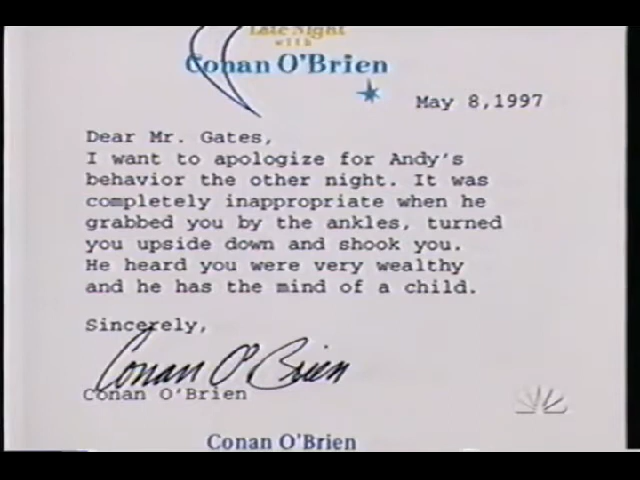 Late Night
with
Conan O'Brien
May 8,1997
Dear Mr. Gates,
I want to apologize for Andy's
behavior the other night. It was
completely inappropriate when he
grabbed you by the ankles, turned
you upside down and shook you.
He heard you were very wealthy
and he has the mind of a child.
Sincerely,
Conan O'Brien
Conan O'Brien
Conan O'Brien